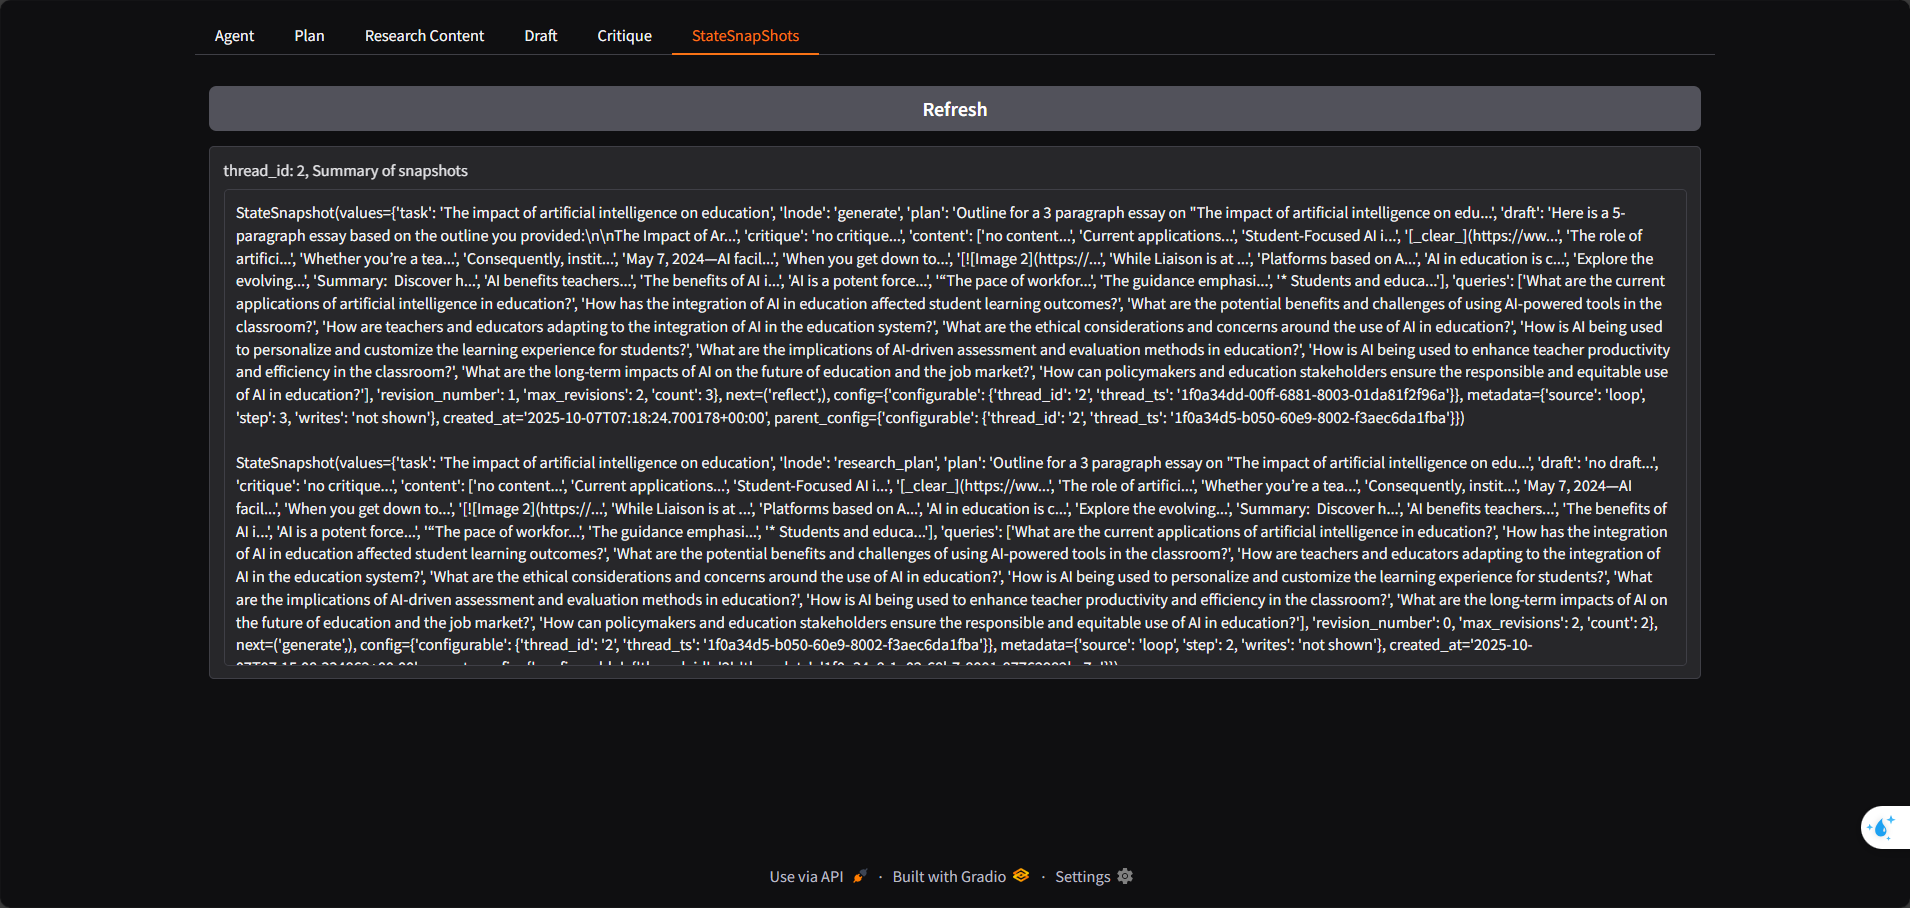 Agent
Plan
Research Content
Draft
Critique
StateSnapShots
Refresh
thread_id: 2, Summary of snapshots
StateSnapshot(values={'task': 'The impact of artificial intelligence on education', 'lnode': 'generate', 'plan': 'Outline for a 3 paragraph essay on "The impact of artificial intelligence on edu...', 'draft': 'Here is a 5-
paragraph essay based on the outline you provided:\n\nThe Impact of Ar...', 'critique': 'no critique...', 'content': ['no content...', 'Current applications...', 'Student-Focused AI i...', '[_clear_](https://ww...', 'The role of
artifici...', 'Whether you’re a tea...', 'Consequently, instit...', 'May 7, 2024—AI facil...', 'When you get down to...', '[![Image 2](https://...', 'While Liaison is at ...', 'Platforms based on A...', 'AI in education is c...', 'Explore the
evolving...', 'Summary:  Discover h...', 'AI benefits teachers...', 'The benefits of AI i...', 'AI is a potent force...', '“The pace of workfor...', 'The guidance emphasi...', '* Students and educa...'], 'queries': ['What are the current
applications of artificial intelligence in education?', 'How has the integration of AI in education affected student learning outcomes?', 'What are the potential benefits and challenges of using AI-powered tools in the
classroom?', 'How are teachers and educators adapting to the integration of AI in the education system?', 'What are the ethical considerations and concerns around the use of AI in education?', 'How is AI being used
to personalize and customize the learning experience for students?', 'What are the implications of AI-driven assessment and evaluation methods in education?', 'How is AI being used to enhance teacher productivity
and efficiency in the classroom?', 'What are the long-term impacts of AI on the future of education and the job market?', 'How can policymakers and education stakeholders ensure the responsible and equitable use
of AI in education?'], 'revision_number': 1, 'max_revisions': 2, 'count': 3}, next=('reflect',), config={'configurable': {'thread_id': '2', 'thread_ts': '1f0a34dd-00ff-6881-8003-01da81f2f96a'}}, metadata={'source': 'loop',
'step': 3, 'writes': 'not shown'}, created_at='2025-10-07T07:18:24.700178+00:00', parent_config={'configurable': {'thread_id': '2', 'thread_ts': '1f0a34d5-b050-60e9-8002-f3aec6da1fba'}})
StateSnapshot(values={'task': 'The impact of artificial intelligence on education', 'lnode': 'research_plan', 'plan': 'Outline for a 3 paragraph essay on "The impact of artificial intelligence on edu...', 'draft': 'no draft...',
'critique': 'no critique...', 'content': ['no content...', 'Current applications...', 'Student-Focused AI i...', '[_clear_](https://ww...', 'The role of artifici...', 'Whether you’re a tea...', 'Consequently, instit...', 'May 7, 2024—AI
facil...', 'When you get down to...', '[![Image 2](https://...', 'While Liaison is at ...', 'Platforms based on A...', 'AI in education is c...', 'Explore the evolving...', 'Summary:  Discover h...', 'AI benefits teachers...', 'The benefits of
AI i...', 'AI is a potent force...', '“The pace of workfor...', 'The guidance emphasi...', '* Students and educa...'], 'queries': ['What are the current applications of artificial intelligence in education?', 'How has the integration
of AI in education affected student learning outcomes?', 'What are the potential benefits and challenges of using AI-powered tools in the classroom?', 'How are teachers and educators adapting to the integration of
AI in the education system?', 'What are the ethical considerations and concerns around the use of AI in education?', 'How is AI being used to personalize and customize the learning experience for students?', 'What
are the implications of AI-driven assessment and evaluation methods in education?', 'How is AI being used to enhance teacher productivity and efficiency in the classroom?', 'What are the long-term impacts of AI on
the future of education and the job market?', 'How can policymakers and education stakeholders ensure the responsible and equitable use of AI in education?'], 'revision_number': 0, 'max_revisions': 2, 'count': 2},
next=('generate',), config={'configurable': {'thread_id': '2', 'thread_ts': '1f0a34d5-b050-60e9-8002-f3aec6da1fba'}}, metadata={'source': 'loop', 'step': 2, 'writes': 'not shown'}, created_at='2025-10-
Use via API · Built with Gradio · Settings